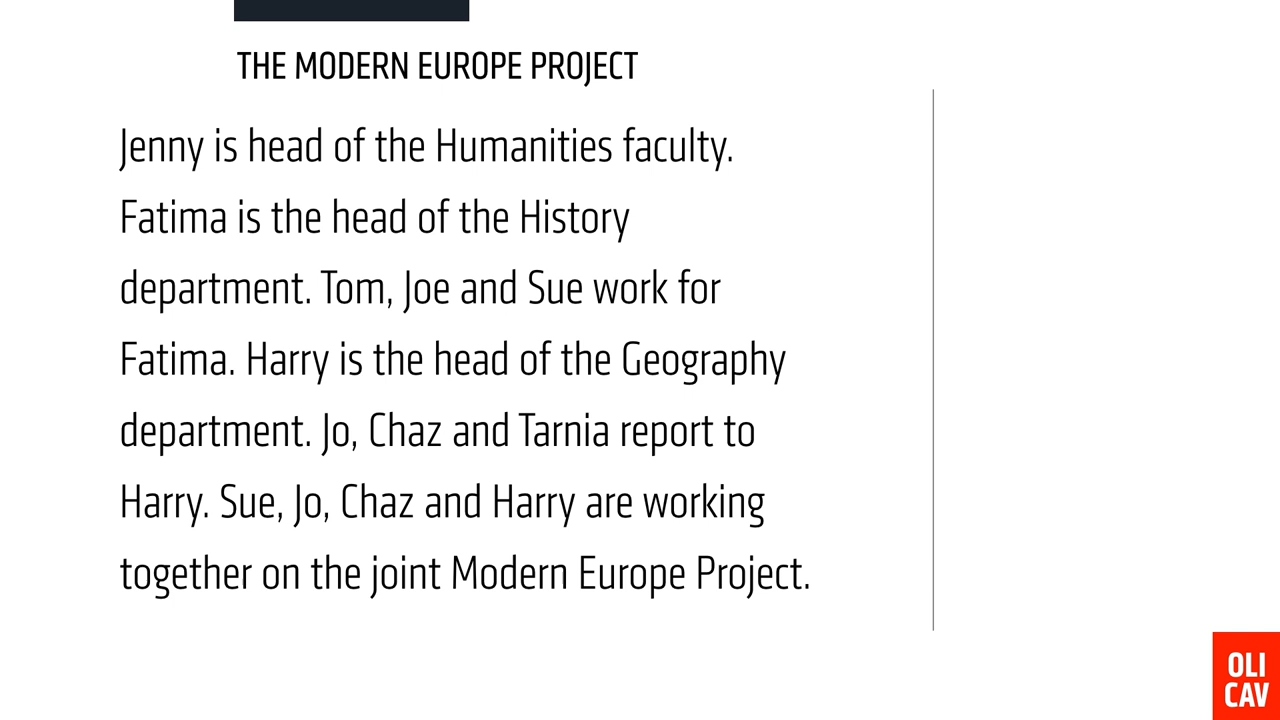 THE MODERN EUROPE PROJECT
Jenny is head of the Humanities faculty.
Fatima is the head of the History
department. Tom, Joe and Sue work for
Fatima. Harry is the head of the Geography
department. Jo, Chaz and Tarnia report to
Harry. Sue, Jo, Chaz and Harry are working
together on the joint Modern Europe Project.
OLI
CAV